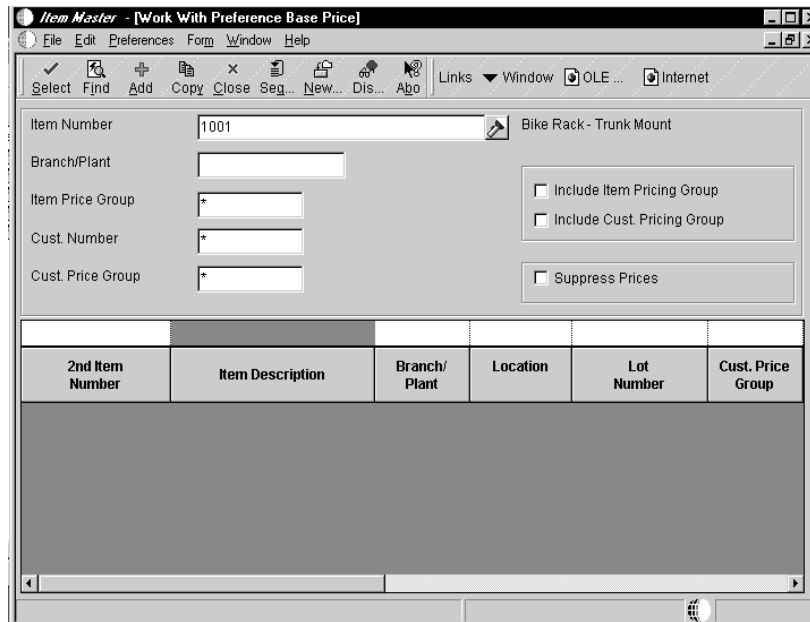 Item Master - [Work With Preference Base Price]
File Edit Preferences Form Window Help
Select Find Add Copy Close Seq... New... Dis... Abo Links Window OLE ... Internet
Item Number 1001 Bike Rack - Trunk Mount
Branch/Plant
Item Price Group *
Cust. Number *
Cust. Price Group *
Include Item Pricing Group
Include Cust. Pricing Group
Suppress Prices
2nd Item Number
Item Description
Branch/ Plant
Location
Lot Number
Cust. Price Group